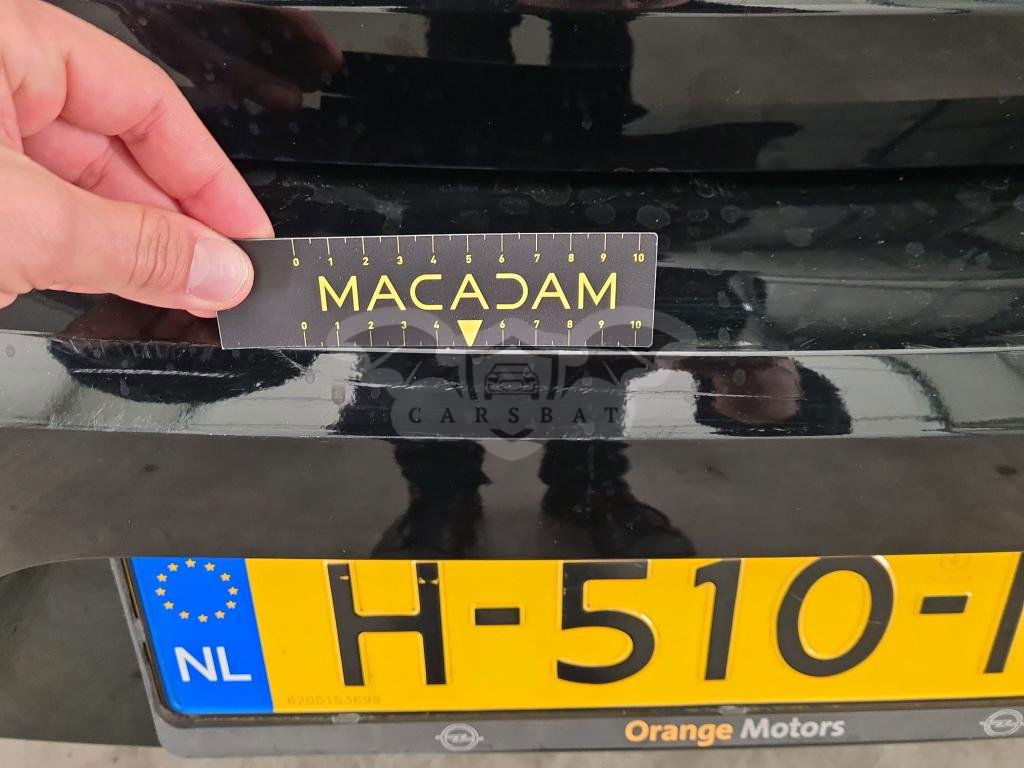 0 1 2 3 4 5 6 7 8 9 10
MACADAM
0 1 2 3 4 6 7 8 9 10
CARSBAT
NL H-510-
6205153699
Orange Motors